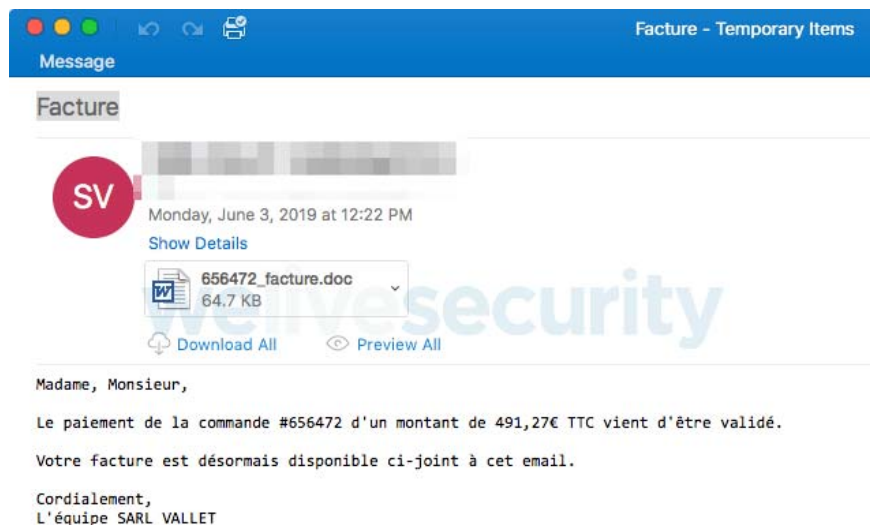 Facture - Temporary Items
Message
Facture
SV
Monday, June 3, 2019 at 12:22 PM
Show Details
656472_facture.doc
64.7 KB
welivesecurity
Download All Preview All
Madame, Monsieur,
Le paiement de la commande #656472 d'un montant de 491,27€ TTC vient d'être validé.
Votre facture est désormais disponible ci-joint à cet email.
Cordialement,
L'équipe SARL VALLET